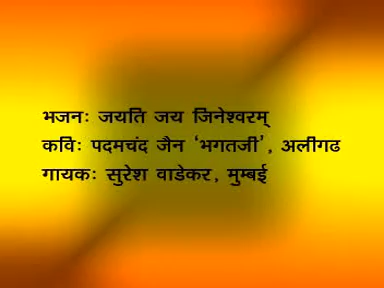 भजनः जयति जय जिनेश्वरम्
कविः पदमचंद जैन ‘भगतजी’, अलीगढ
गायकः सुरेश वाडेकर, मुम्बई